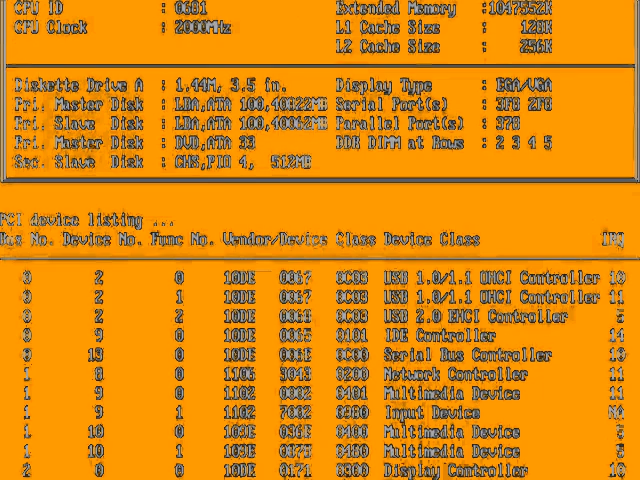 CPU ID : 0681 Extended Memory : 1047552K
CPU Clock : 2000MHz L1 Cache Size : 128K
L2 Cache Size : 256K
Diskette Drive A : 1.44M, 3.5 in. Display Type : EGA/VGA
Pri. Master Disk : LBA,ATA 100, Serial Port(s) : 3F8 2F8
Pri. Slave Disk : LBA,ATA 100, Parallel Port(s) : 378
Pri. Master Disk : DVD,ATA 33 DDR DIMM at Rows : 2 3 4 5
Sec. Slave Disk : CHS,PIO 4, 512MB
PCI device listing ...
Bus No. Device No. Func No. Vendor/Device Class Device Class IRQ
0 2 0 10DE 0067 0C03 USB 1.0/1.1 OHCI Controller 10
0 2 1 10DE 0067 0C03 USB 1.0/1.1 OHCI Controller 11
0 2 2 10DE 0068 0C03 USB 2.0 EHCI Controller 5
0 9 0 10DE 0065 0101 IDE Controller 14
0 13 0 10DE 006E 0C00 Serial Bus Controller 10
1 8 0 1106 3043 0200 Network Controller 11
1 9 0 1102 0002 0401 Multimedia Device 11
1 9 1 1102 7002 0980 Input Device NA
1 10 0 109E 036E 0400 Multimedia Device 5
1 10 0 109E 0878 0480 Multimedia Device 5
2 0 0 10DE 0171 0300 Display Controller 10